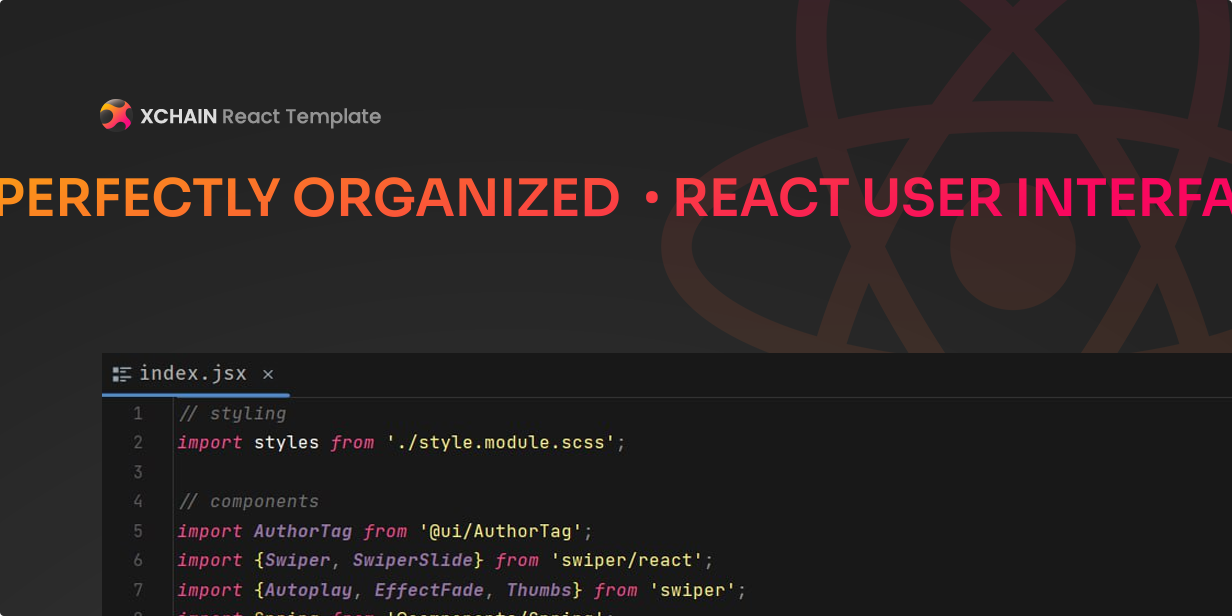 XCHAIN React Template
PERFECTLY ORGANIZED • REACT USER INTERFA
index.jsx ×
1 // styling
2 import styles from './style.module.scss';
3
4 // components
5 import AuthorTag from '@ui/AuthorTag';
6 import {Swiper, SwiperSlide} from 'swiper/react';
7 import {Autoplay, EffectFade, Thumbs} from 'swiper';